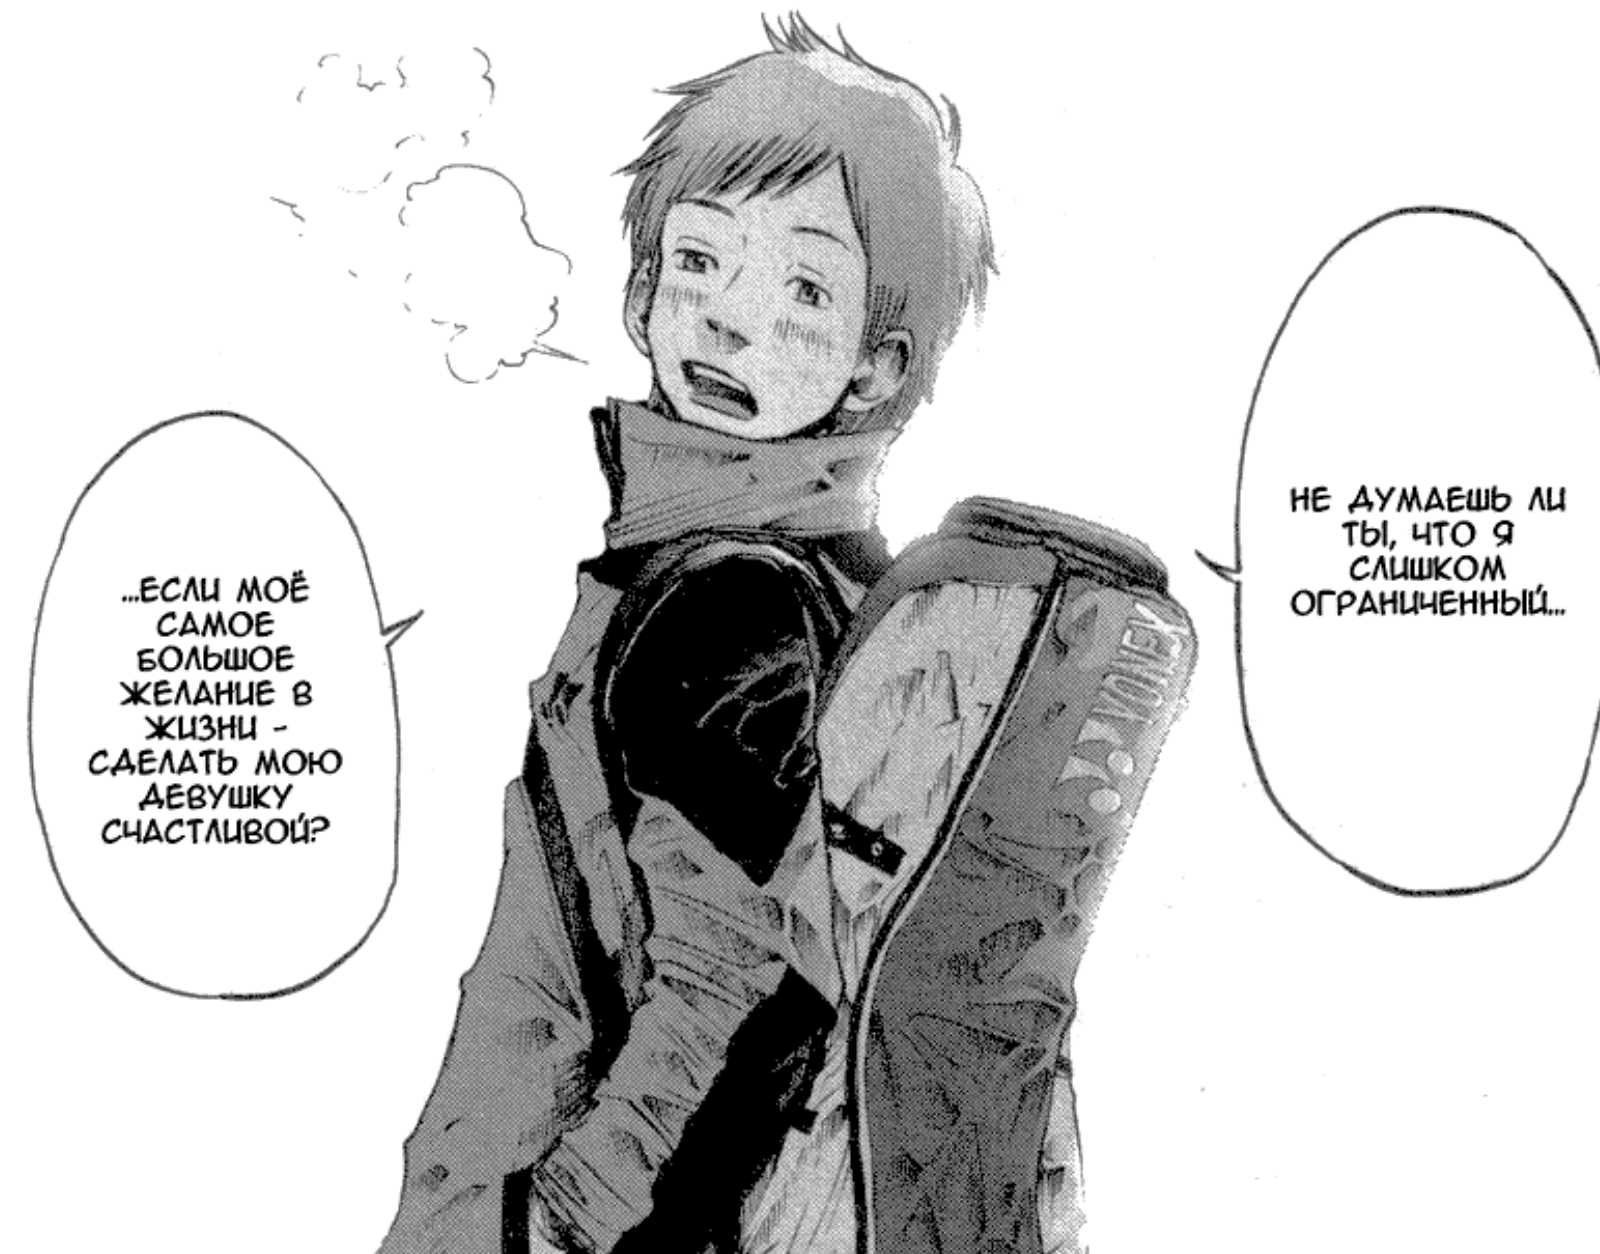 НЕ ДУМАЕШЬ ЛИ
ТЫ, ЧТО Я
СЛИШКОМ
ОГРАНИЧЕННЫЙ...
...ЕСЛИ МОЁ
САМОЕ
БОЛЬШОЕ
ЖЕЛАНИЕ В
ЖИЗНИ -
СДЕЛАТЬ МОЮ
ДЕВУШКУ
СЧАСТЛИВОЙ?
YONEX